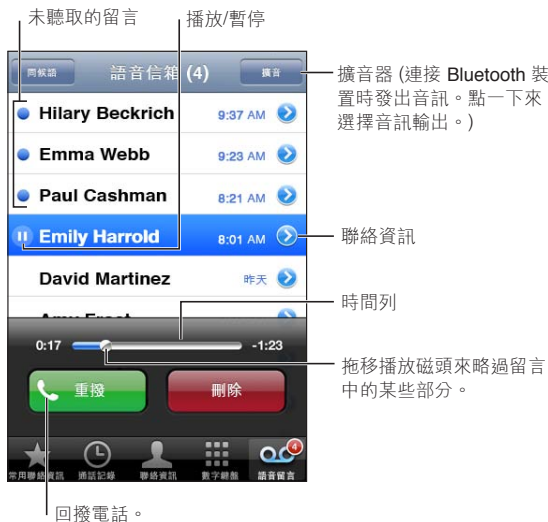 未聽取的留言
播放/暫停
問候語
語音信箱 (4)
擴音
擴音器 (連接 Bluetooth 裝
置時發出音訊。點一下來
選擇音訊輸出。)
Hilary Beckrich 9:37 AM
Emma Webb 9:23 AM
Paul Cashman 8:21 AM
Emily Harrold 8:01 AM
聯絡資訊
David Martinez 昨天
時間列
0:17 -1:23
拖移播放磁頭來略過留言
中的某些部分。
重撥
刪除
4
常用聯絡資訊
通話記錄
聯絡資訊
數字鍵盤
語音留言
回撥電話。